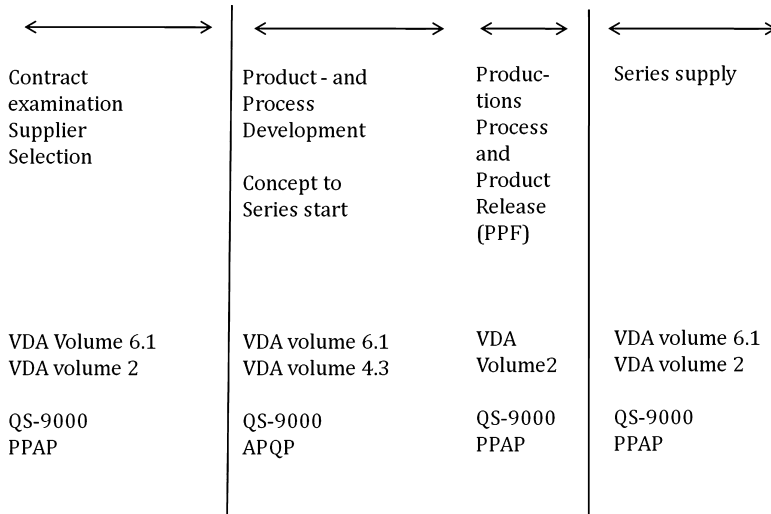 Contract
examination
Supplier
Selection
VDA Volume 6.1
VDA volume 2
QS-9000
PPAP
Product - and
Process
Development
Concept to
Series start
VDA volume 6.1
VDA volume 4.3
QS-9000
APQP
Produc-
tions
Process
and
Product
Release
(PPF)
VDA
Volume2
QS-9000
PPAP
Series supply
VDA volume 6.1
VDA volume 2
QS-9000
PPAP